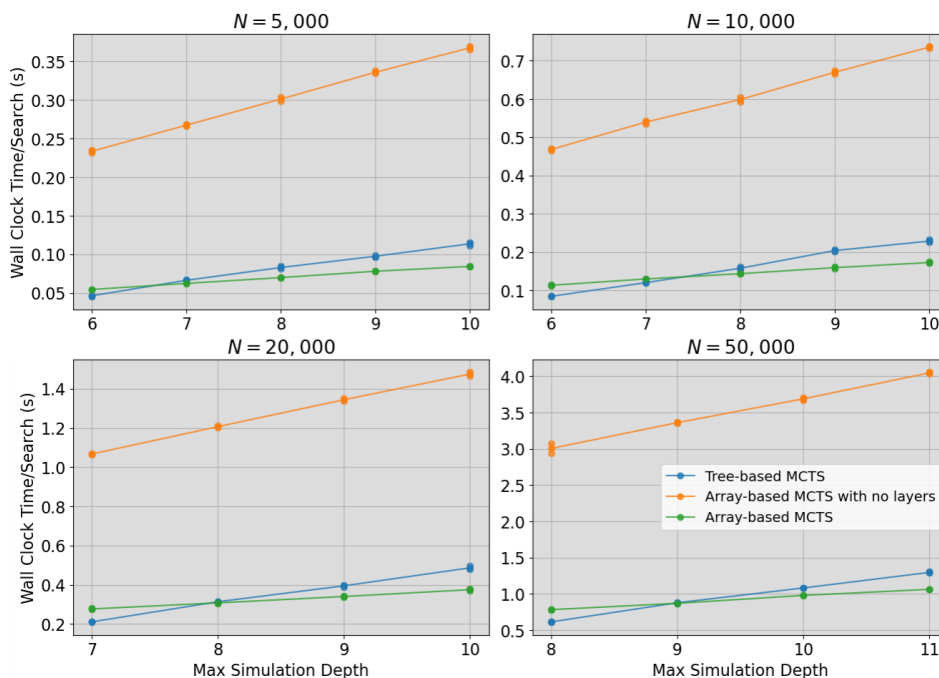 N = 5,000
N = 10,000
Wall Clock Time/Search (s)
0.35
0.30
0.25
0.20
0.15
0.10
0.05
6 7 8 9 10
0.7
0.6
0.5
0.4
0.3
0.2
0.1
6 7 8 9 10
N = 20,000
N = 50,000
Wall Clock Time/Search (s)
1.4
1.2
1.0
0.8
0.6
0.4
0.2
7 8 9 10
Max Simulation Depth
4.0
3.5
3.0
2.5
2.0
1.5
1.0
0.5
Tree-based MCTS
Array-based MCTS with no layers
Array-based MCTS
8 9 10 11
Max Simulation Depth